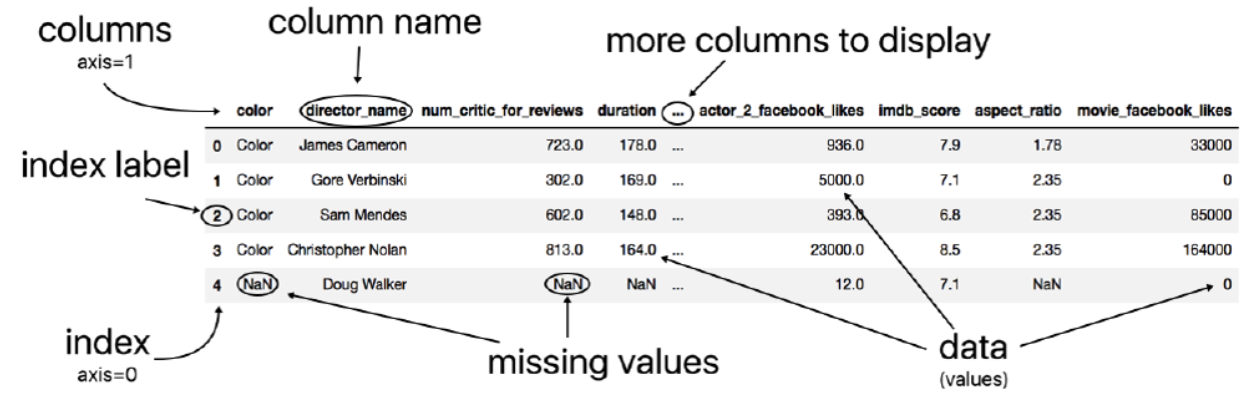 columns
axis=1
column name
more columns to display
color director_name num_critic_for_reviews duration ... actor_2_facebook_likes imdb_score aspect_ratio movie_facebook_likes
0 Color James Cameron 723.0 178.0 ... 936.0 7.9 1.78 33000
index label
1 Color Gore Verbinski 302.0 169.0 ... 5000.0 7.1 2.35 0
2 Color Sam Mendes 602.0 148.0 ... 393.0 6.8 2.35 85000
3 Color Christopher Nolan 813.0 164.0 ... 23000.0 8.5 2.35 164000
4 NaN Doug Walker NaN NaN ... 12.0 7.1 NaN 0
index
axis=0
missing values
data
(values)